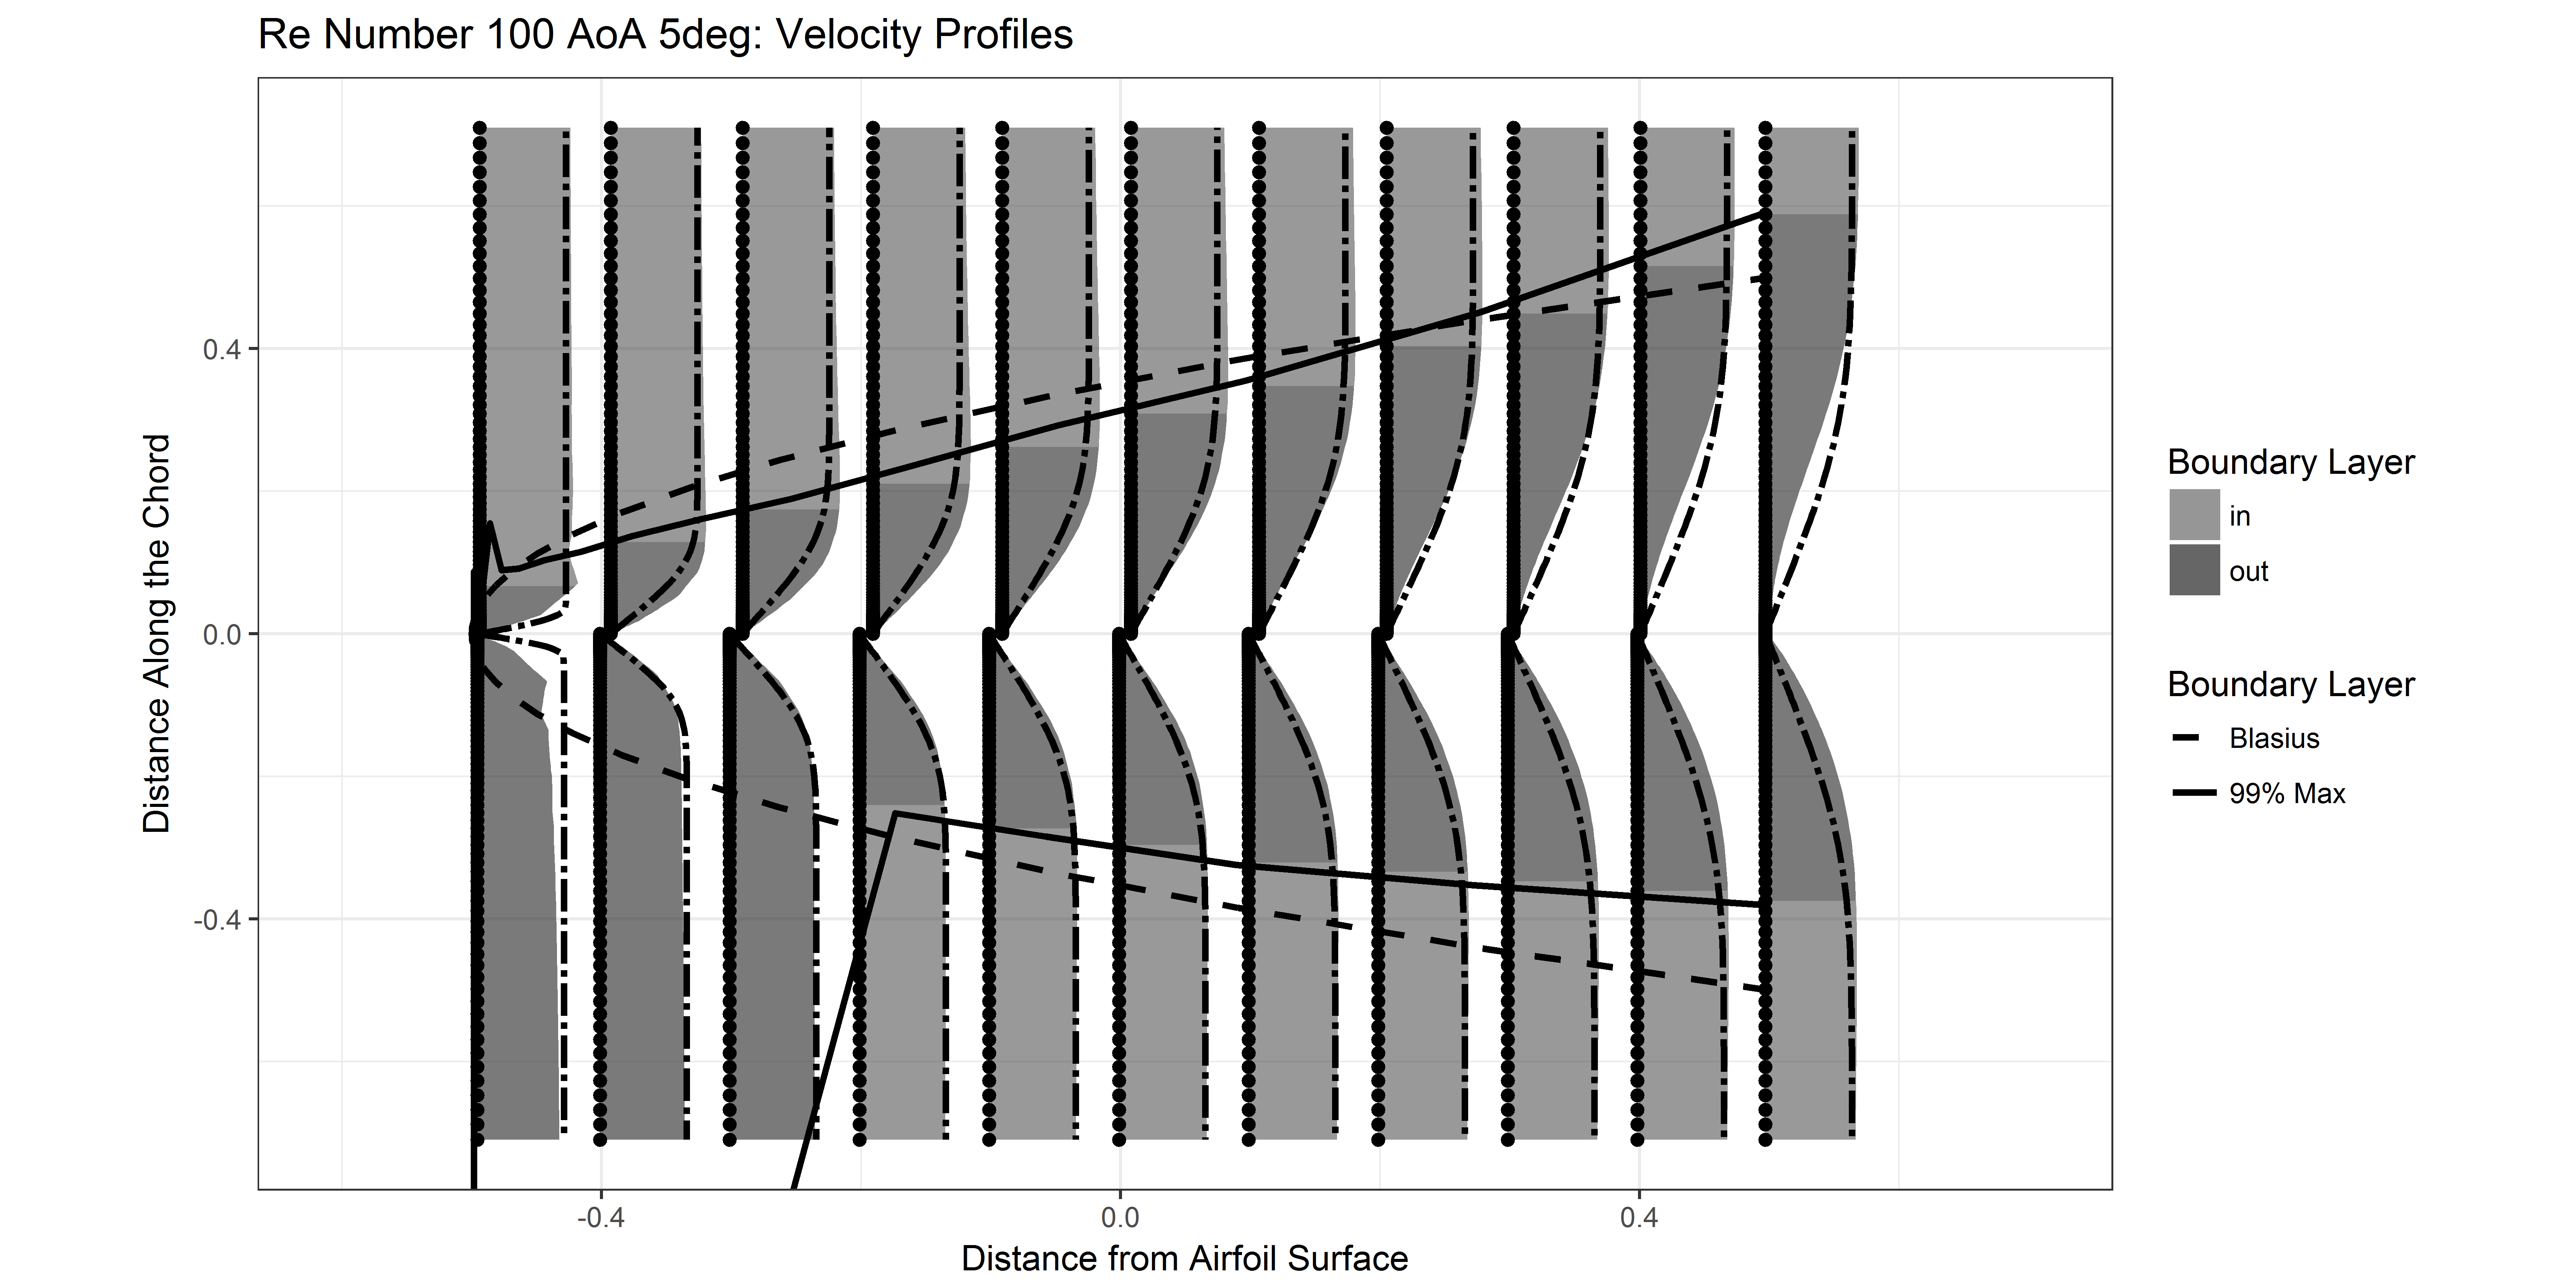 Re Number 100 AoA 5deg: Velocity Profiles
Distance Along the Chord
0.4
0.0
-0.4
-0.4
0.0
0.4
Distance from Airfoil Surface
Boundary Layer
in
out
Boundary Layer
Blasius
99% Max